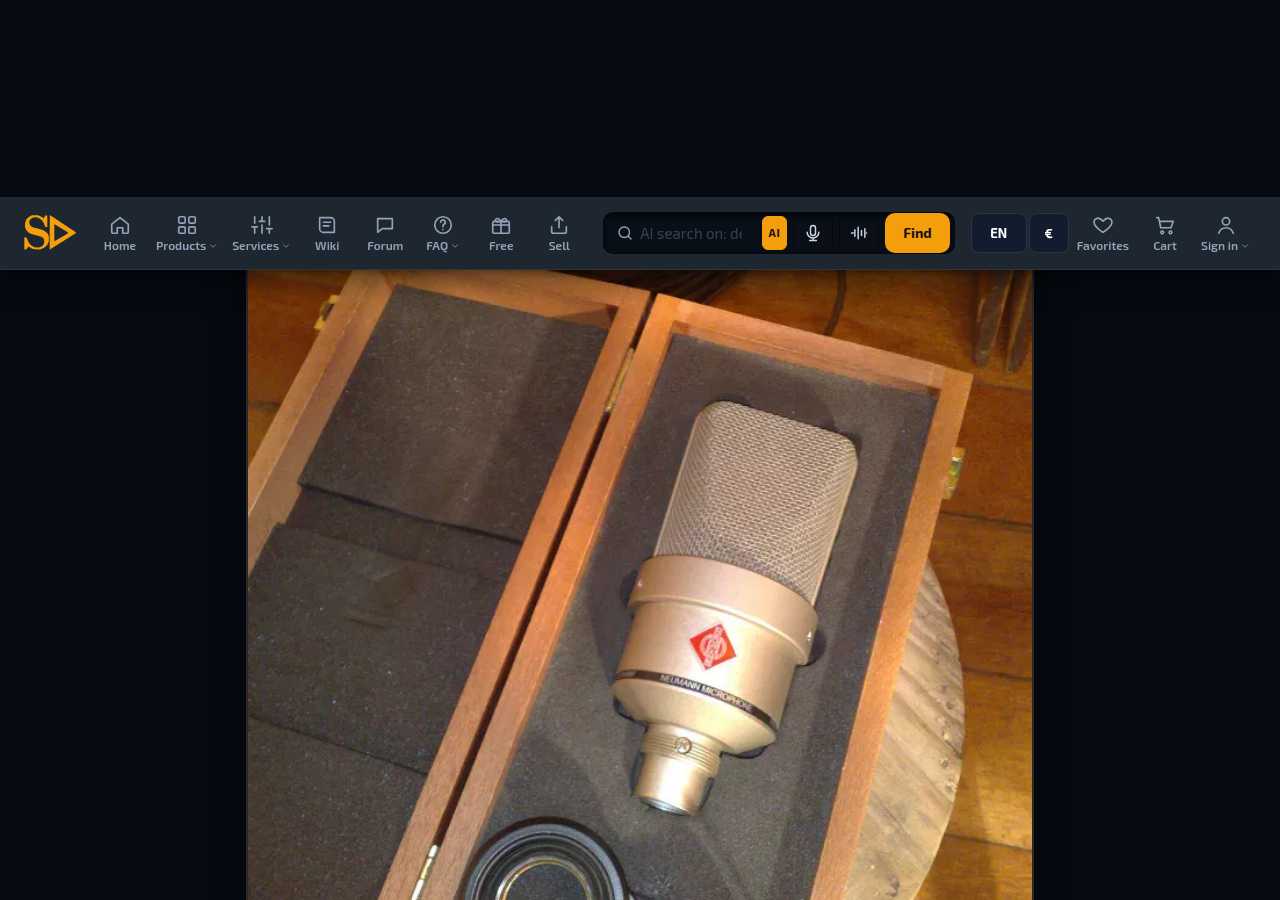 Home
Products
Services
Wiki
Forum
FAQ
Free
Sell
AI search on: de
AI
Find
EN
€
Favorites
Cart
Sign in
NEUMANN MICROPHONE